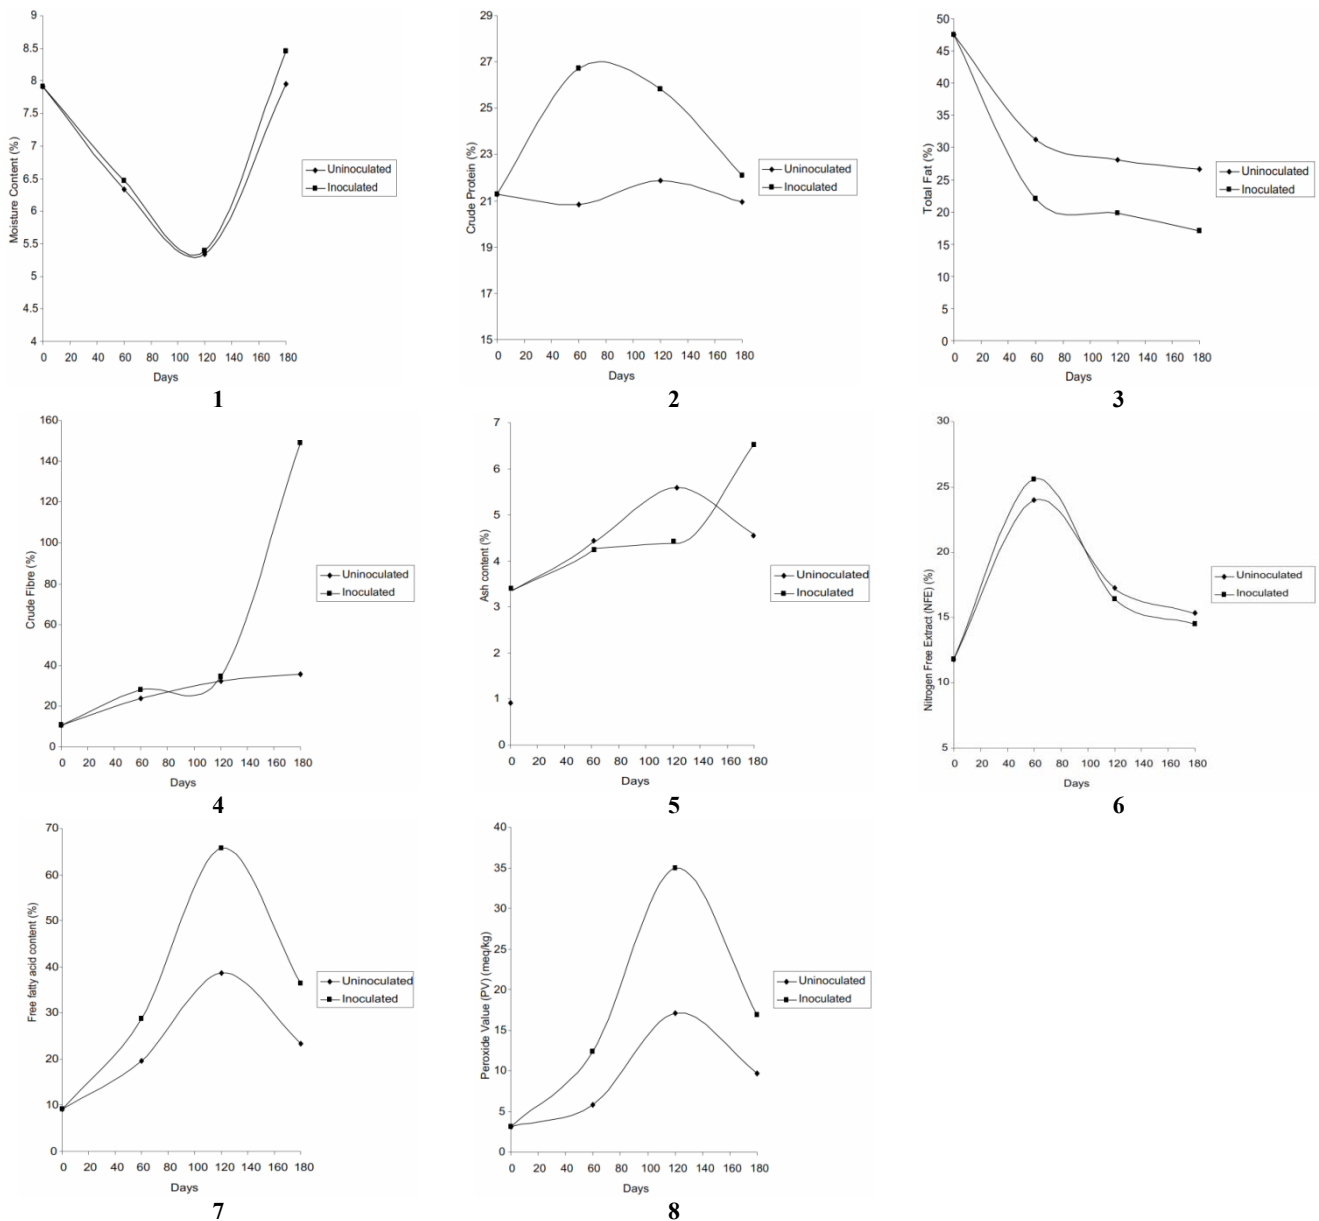 Moisture Content (%)
9
8.5
8
7.5
7
6.5
6
5.5
5
4.5
4
0 20 40 60 80 100 120 140 160 180
Days
Uninoculated
Inoculated
1
Crude Protein (%)
29
27
25
23
21
19
17
15
0 20 40 60 80 100 120 140 160 180
Days
Uninoculated
Inoculated
2
Total Fat (%)
50
45
40
35
30
25
20
15
10
5
0
0 20 40 60 80 100 120 140 160 180
Days
Uninoculated
Inoculated
3
Crude Fibre (%)
160
140
120
100
80
60
40
20
0
0 20 40 60 80 100 120 140 160 180
Days
Uninoculated
Inoculated
4
Ash content (%)
7
6
5
4
3
2
1
0
0 20 40 60 80 100 120 140 160 180
Days
Uninoculated
Inoculated
5
Nitrogen Free Extract (NFE) (%)
30
25
20
15
10
5
0 20 40 60 80 100 120 140 160 180
Days
Uninoculated
Inoculated
6
Free fatty acid content (%)
70
60
50
40
30
20
10
0
0 20 40 60 80 100 120 140 160 180
Days
Uninoculated
Inoculated
7
Peroxide Value (PV) (meq/kg)
40
35
30
25
20
15
10
5
0
0 20 40 60 80 100 120 140 160 180
Days
Uninoculated
Inoculated
8